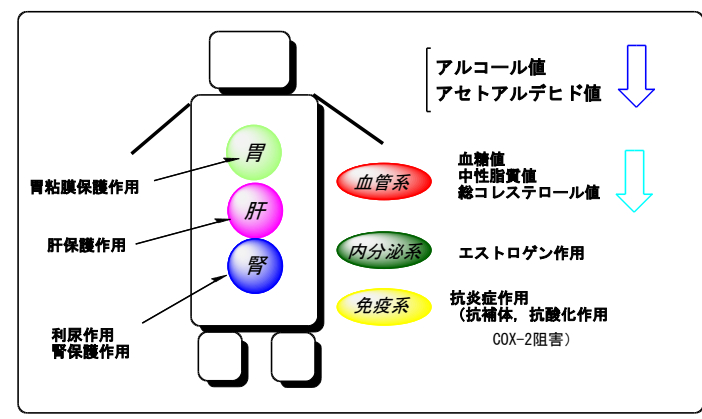 アルコール値
アセトアルデヒド値
胃
胃粘膜保護作用
肝
肝保護作用
腎
利尿作用
腎保護作用
血管系
血糖値
中性脂質値
総コレステロール値
内分泌系
エストロゲン作用
免疫系
抗炎症作用
(抗補体, 抗酸化作用
COX-2阻害)